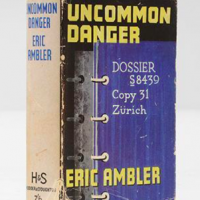 UNCOMMON
DANGER
ERIC
AMBLER
H&S
UNCOMMON
DANGER
DOSSIER
S8439
Copy 31
Zürich
ERIC AMBLER